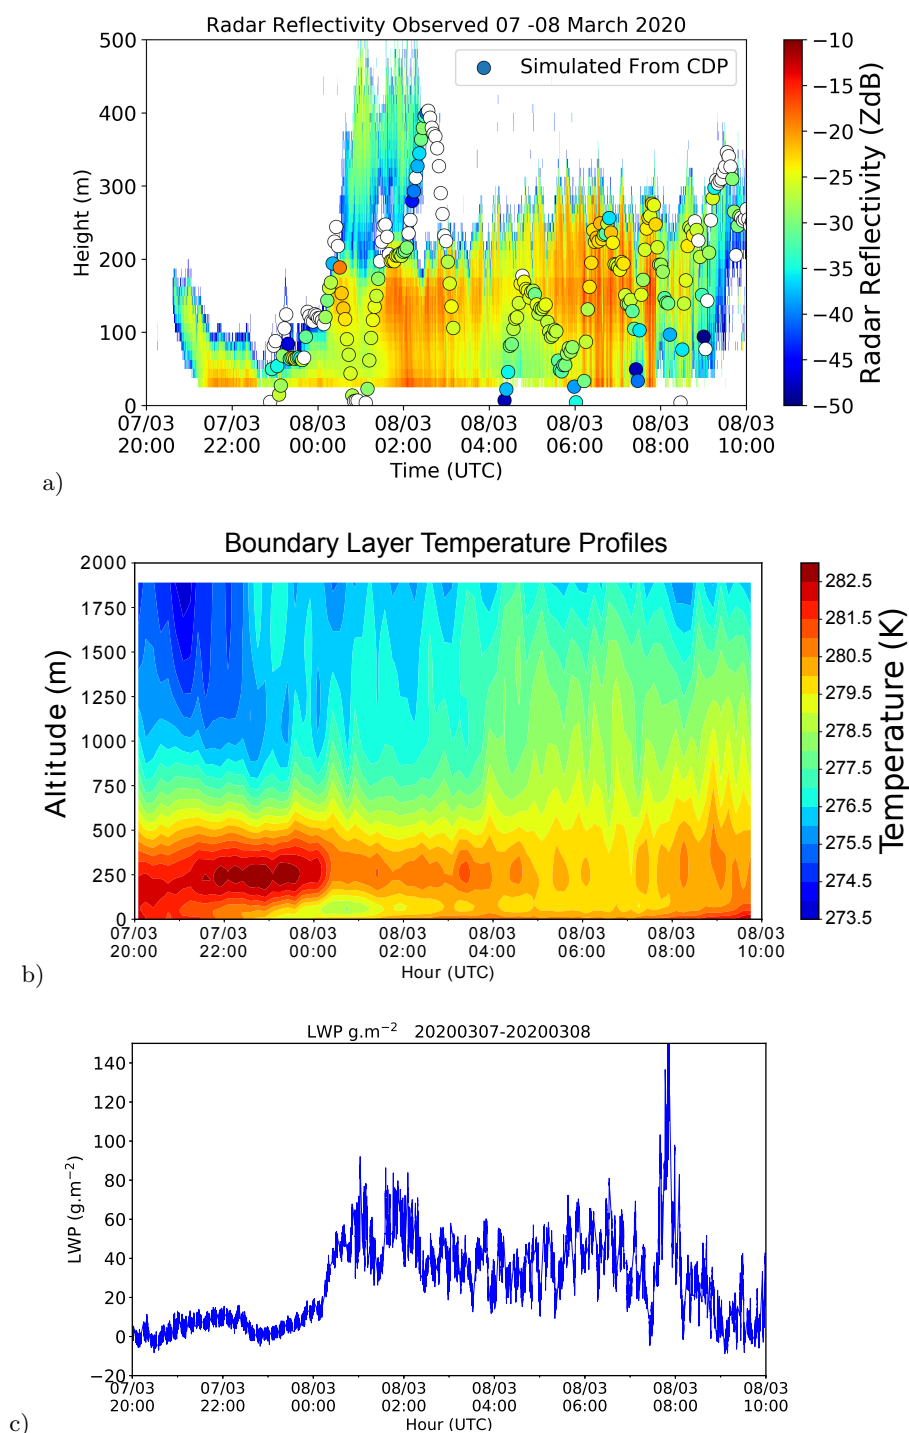 Radar Reflectivity Observed 07 -08 March 2020
500
400
300
200
100
0
Height (m)
Simulated From CDP
07/03 07/03 08/03 08/03 08/03 08/03 08/03 08/03
20:00 22:00 00:00 02:00 04:00 06:00 08:00 10:00
Time (UTC)
−10
−15
−20
−25
−30
−35
−40
−45
−50
Radar Reflectivity (ZdB)
a)
Boundary Layer Temperature Profiles
2000
1750
1500
1250
1000
750
500
250
0
Altitude (m)
07/03 07/03 08/03 08/03 08/03 08/03 08/03 08/03
20:00 22:00 00:00 02:00 04:00 06:00 08:00 10:00
Hour (UTC)
282.5
281.5
280.5
279.5
278.5
277.5
276.5
275.5
274.5
273.5
Temperature (K)
b)
LWP g.m−2 20200307-20200308
140
120
100
80
60
40
20
0
−20
LWP (g.m−2)
07/03 07/03 08/03 08/03 08/03 08/03 08/03 08/03
20:00 22:00 00:00 02:00 04:00 06:00 08:00 10:00
Hour (UTC)
c)